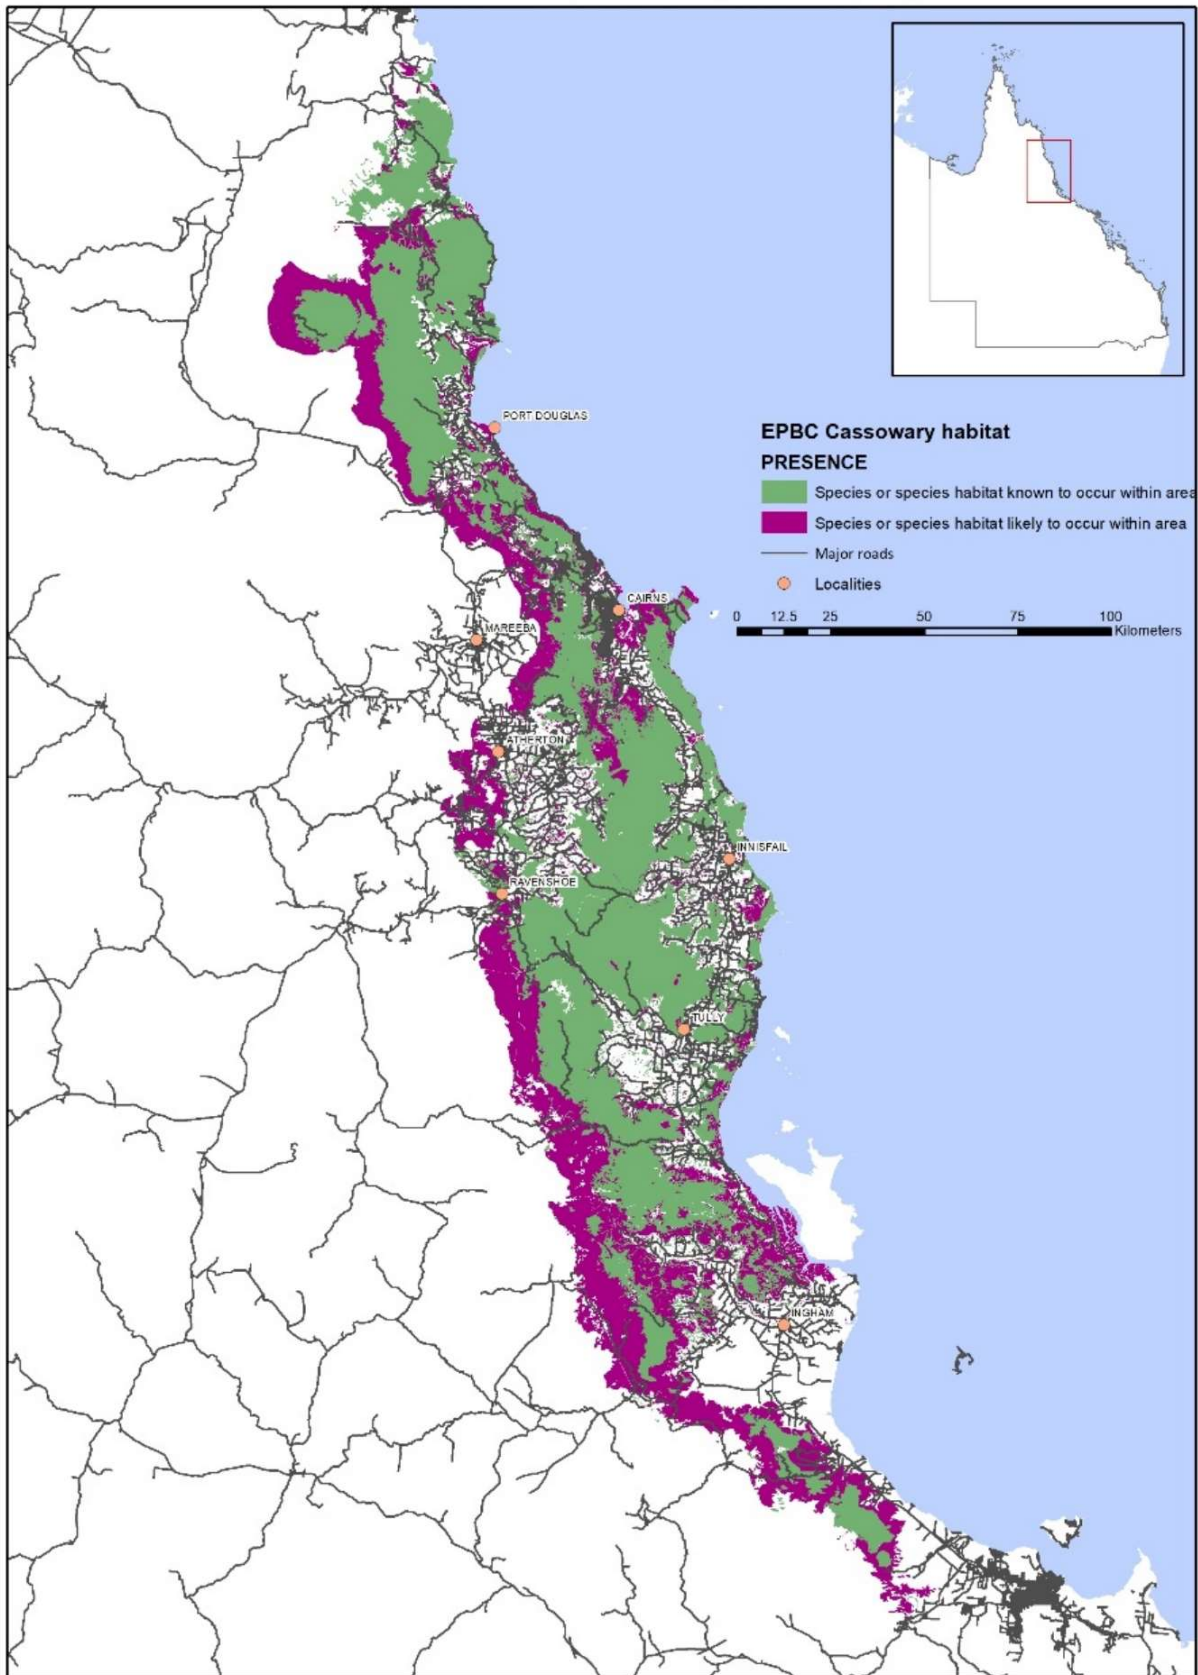 PORT DOUGLAS
EPBC Cassowary habitat
PRESENCE
Species or species habitat known to occur within area
Species or species habitat likely to occur within area
Major roads
Localities
CAIRNS
0 12.5 25 50 75 100
Kilometers
MAREEBA
ATHERTON
INNISFAIL
RAVENSHOE
TULLY
INGHAM